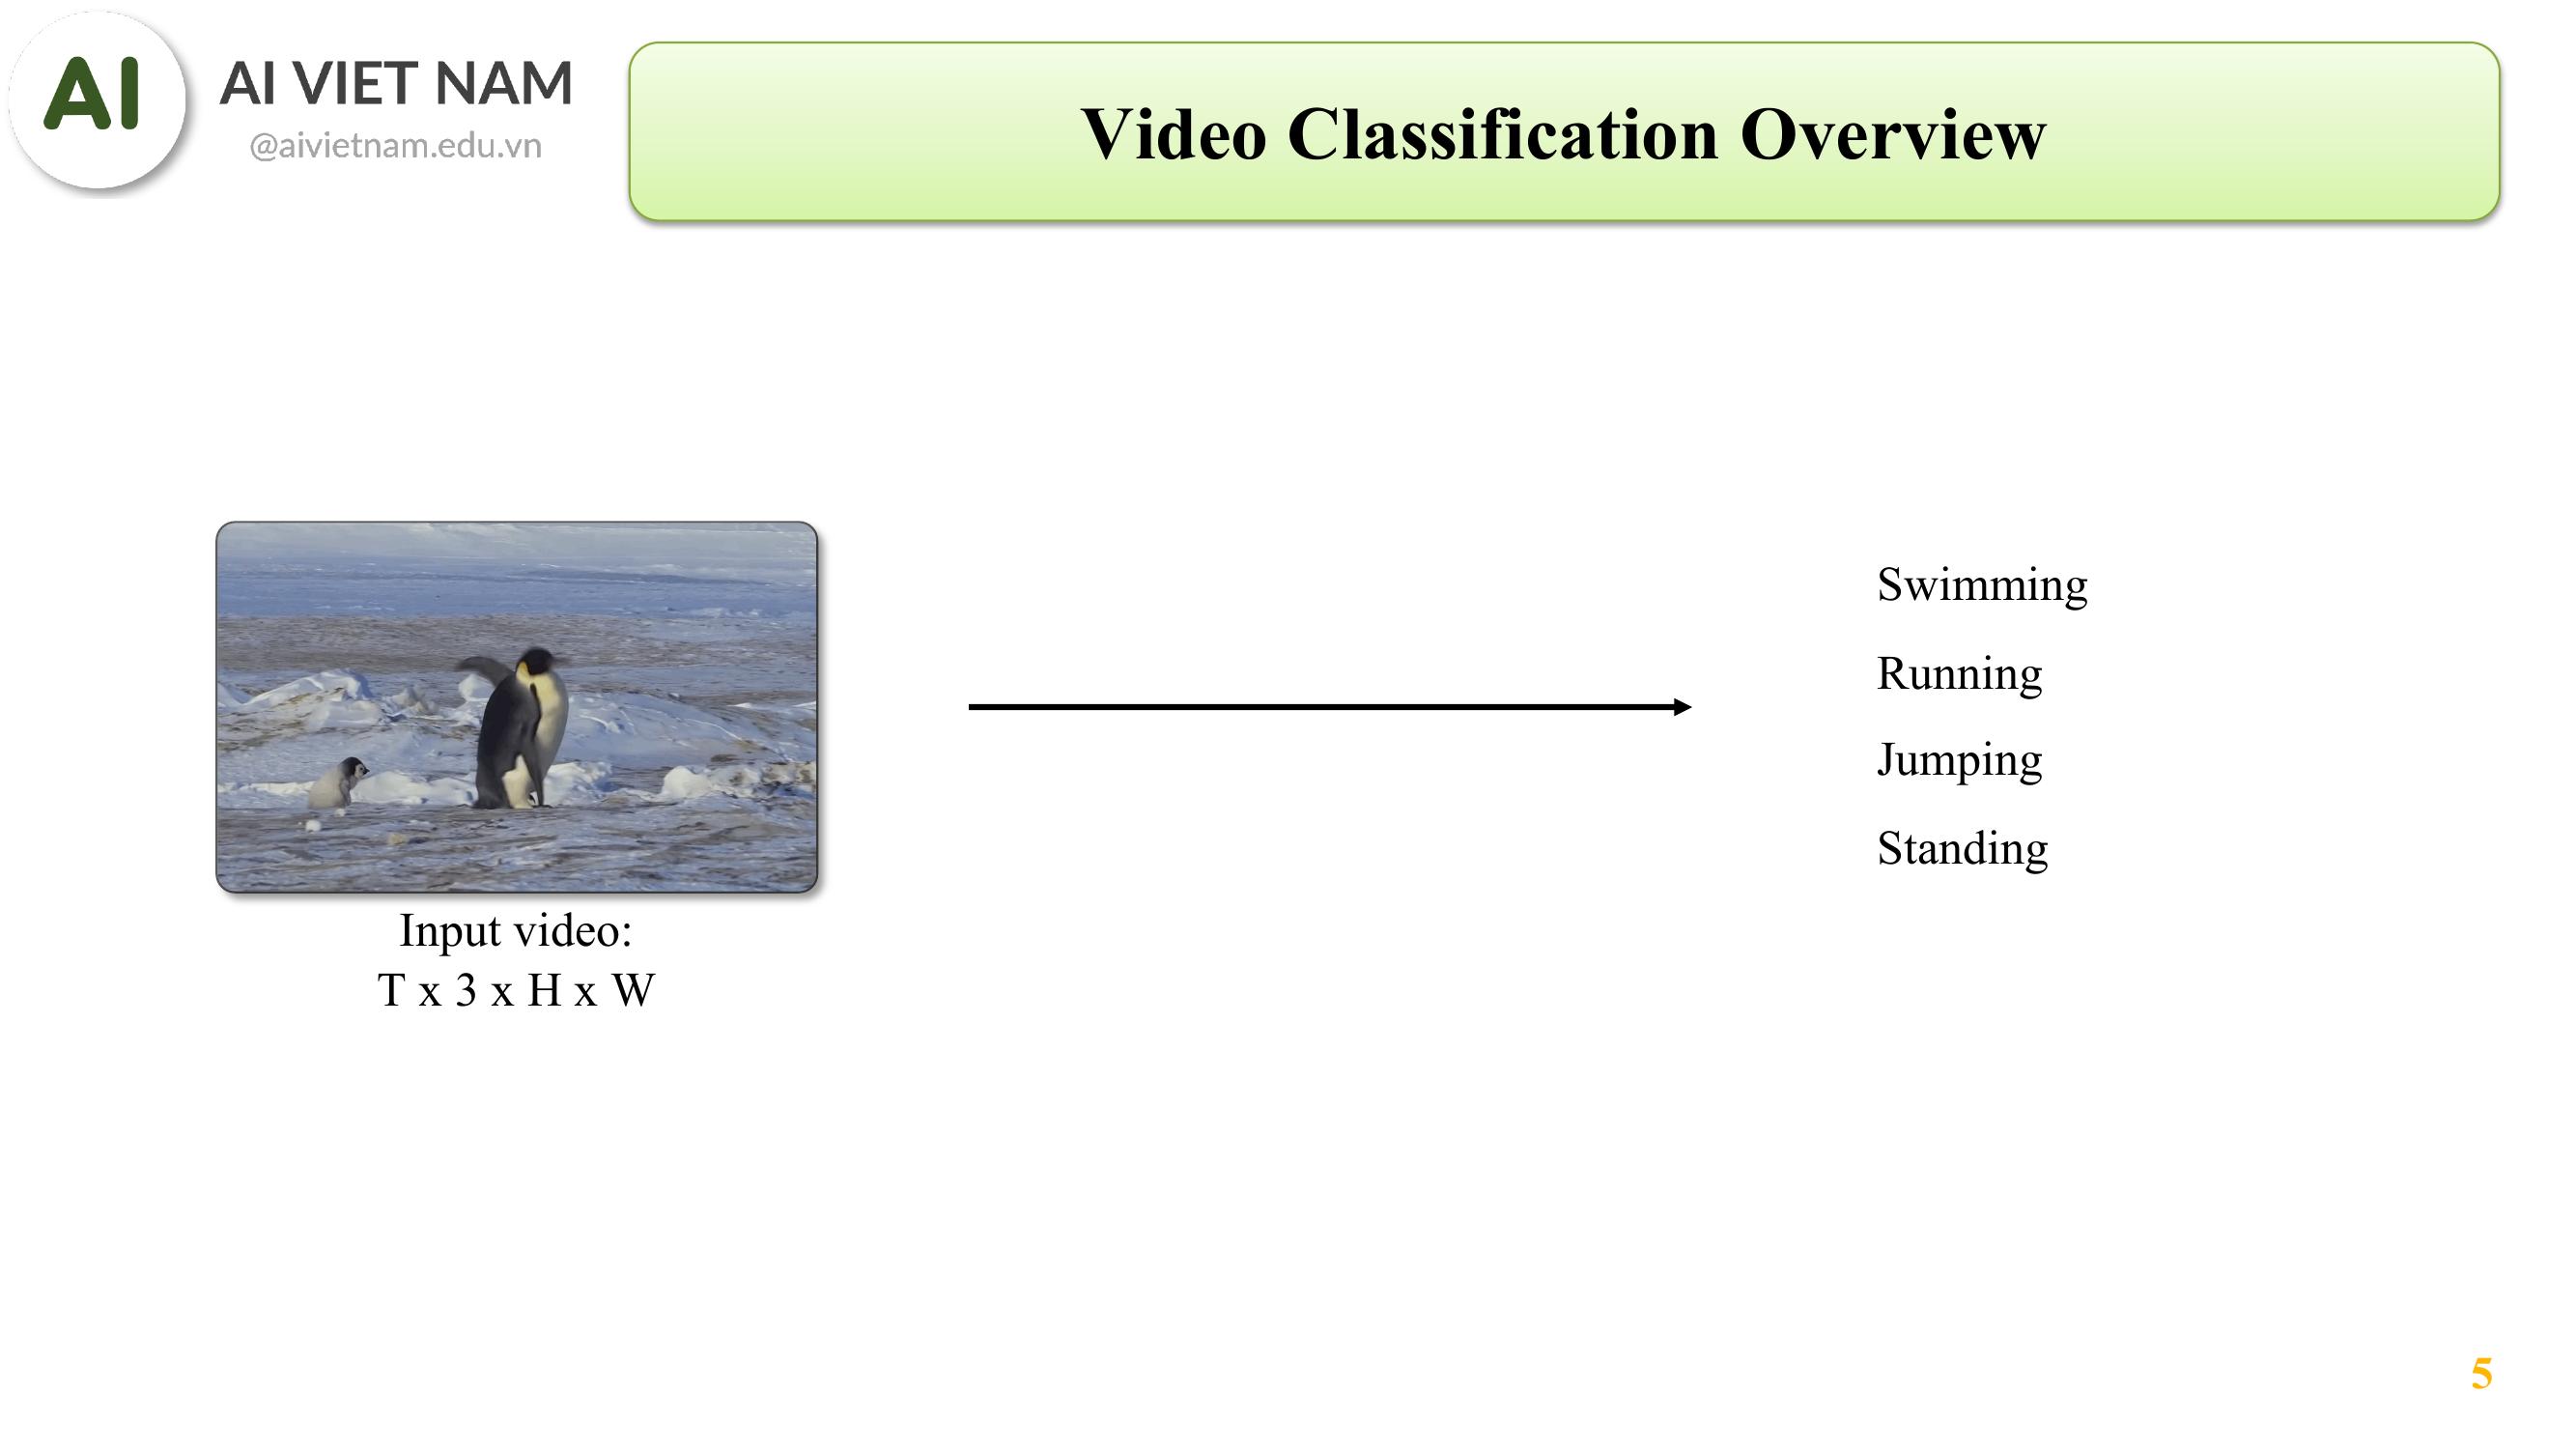 AI
AI VIET NAM
@aivietnam.edu.vn
Video Classification Overview
Swimming
Running
Jumping
Standing
Input video:
T x 3 x H x W
5